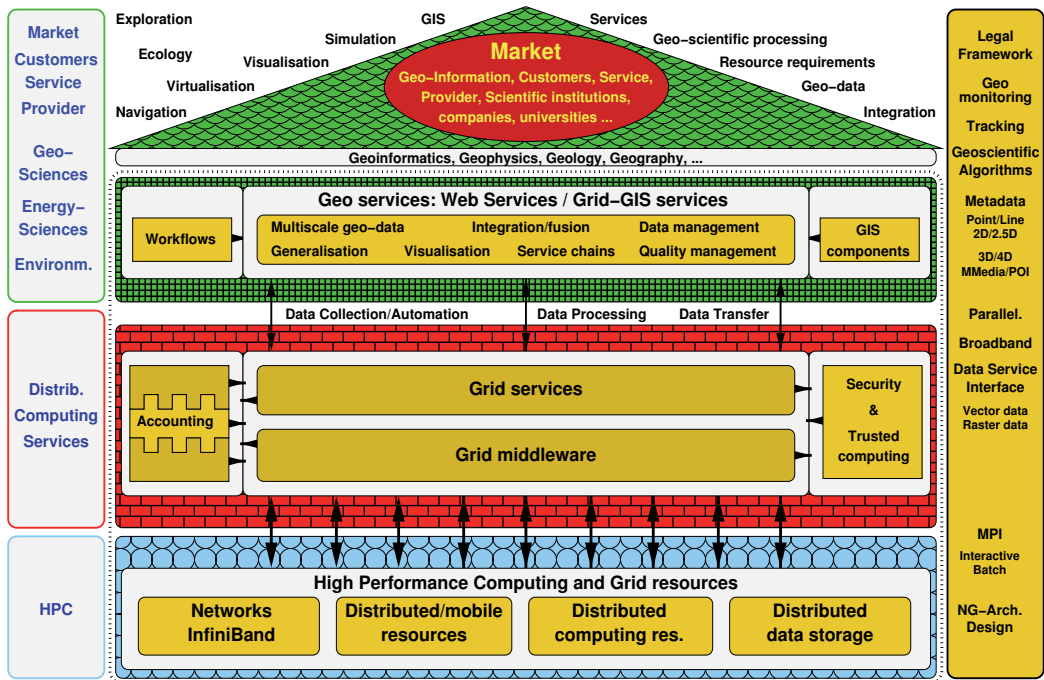 Market
Customers
Service
Provider
Geo−
Sciences
Energy−
Sciences
Environm.
Distrib.
Computing
Services
HPC
Exploration
Ecology
Virtualisation
Navigation
GIS
Simulation
Visualisation
Services
Geo−scientific processing
Resource requirements
Geo−data
Integration
Market
Geo−Information, Customers, Service,
Provider, Scientific institutions,
companies, universities ...
Geoinformatics, Geophysics, Geology, Geography, ...
Geo services: Web Services / Grid−GIS services
Workflows
Multiscale geo−data Integration/fusion Data management
Generalisation Visualisation Service chains Quality management
GIS
components
Data Collection/Automation Data Processing Data Transfer
Accounting
Grid services
Grid middleware
Security
&
Trusted
computing
High Performance Computing and Grid resources
Networks
InfiniBand
Distributed/mobile
resources
Distributed
computing res.
Distributed
data storage
Legal
Framework
Geo
monitoring
Tracking
Geoscientific
Algorithms
Metadata
Point/Line
2D/2.5D
3D/4D
MMedia/POI
Parallel.
Broadband
Data Service
Interface
Vector data
Raster data
MPI
Interactive
Batch
NG−Arch.
Design